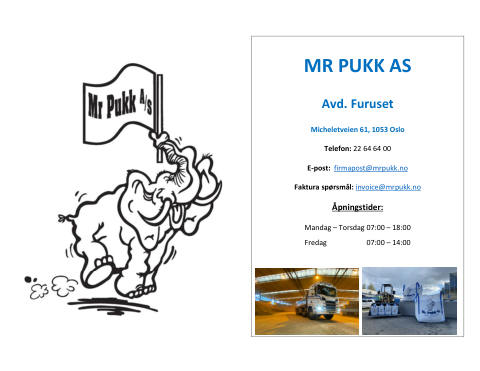 Mr Pukk A/S
MR PUKK AS
Avd. Furuset
Micheletveien 61, 1053 Oslo
Telefon: 22 64 64 00
E-post: firmapost@mrpukk.no
Faktura spørsmål: invoice@mrpukk.no
Åpningstider:
Mandag – Torsdag 07:00 – 18:00
Fredag 07:00 – 14:00